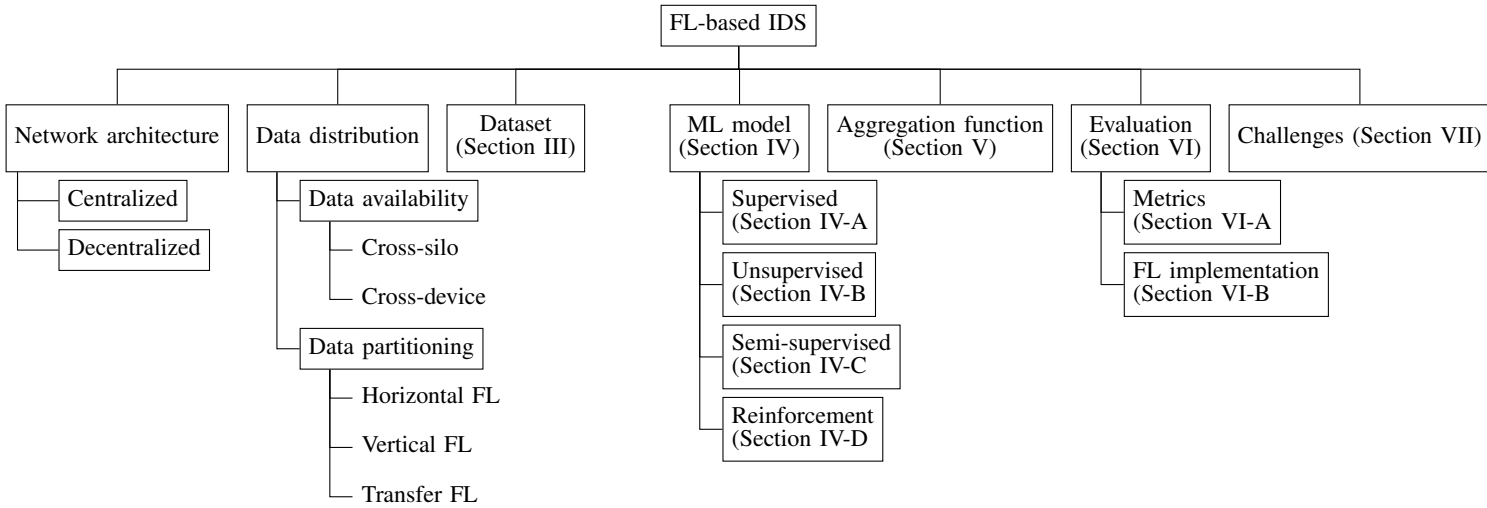 FL-based IDS
Network architecture
Centralized
Decentralized
Data distribution
Data availability
Cross-silo
Cross-device
Data partitioning
Horizontal FL
Vertical FL
Transfer FL
Dataset
(Section III)
ML model
(Section IV)
Supervised
(Section IV-A
Unsupervised
(Section IV-B
Semi-supervised
(Section IV-C
Reinforcement
(Section IV-D
Aggregation function
(Section V)
Evaluation
(Section VI)
Metrics
(Section VI-A
FL implementation
(Section VI-B
Challenges (Section VII)